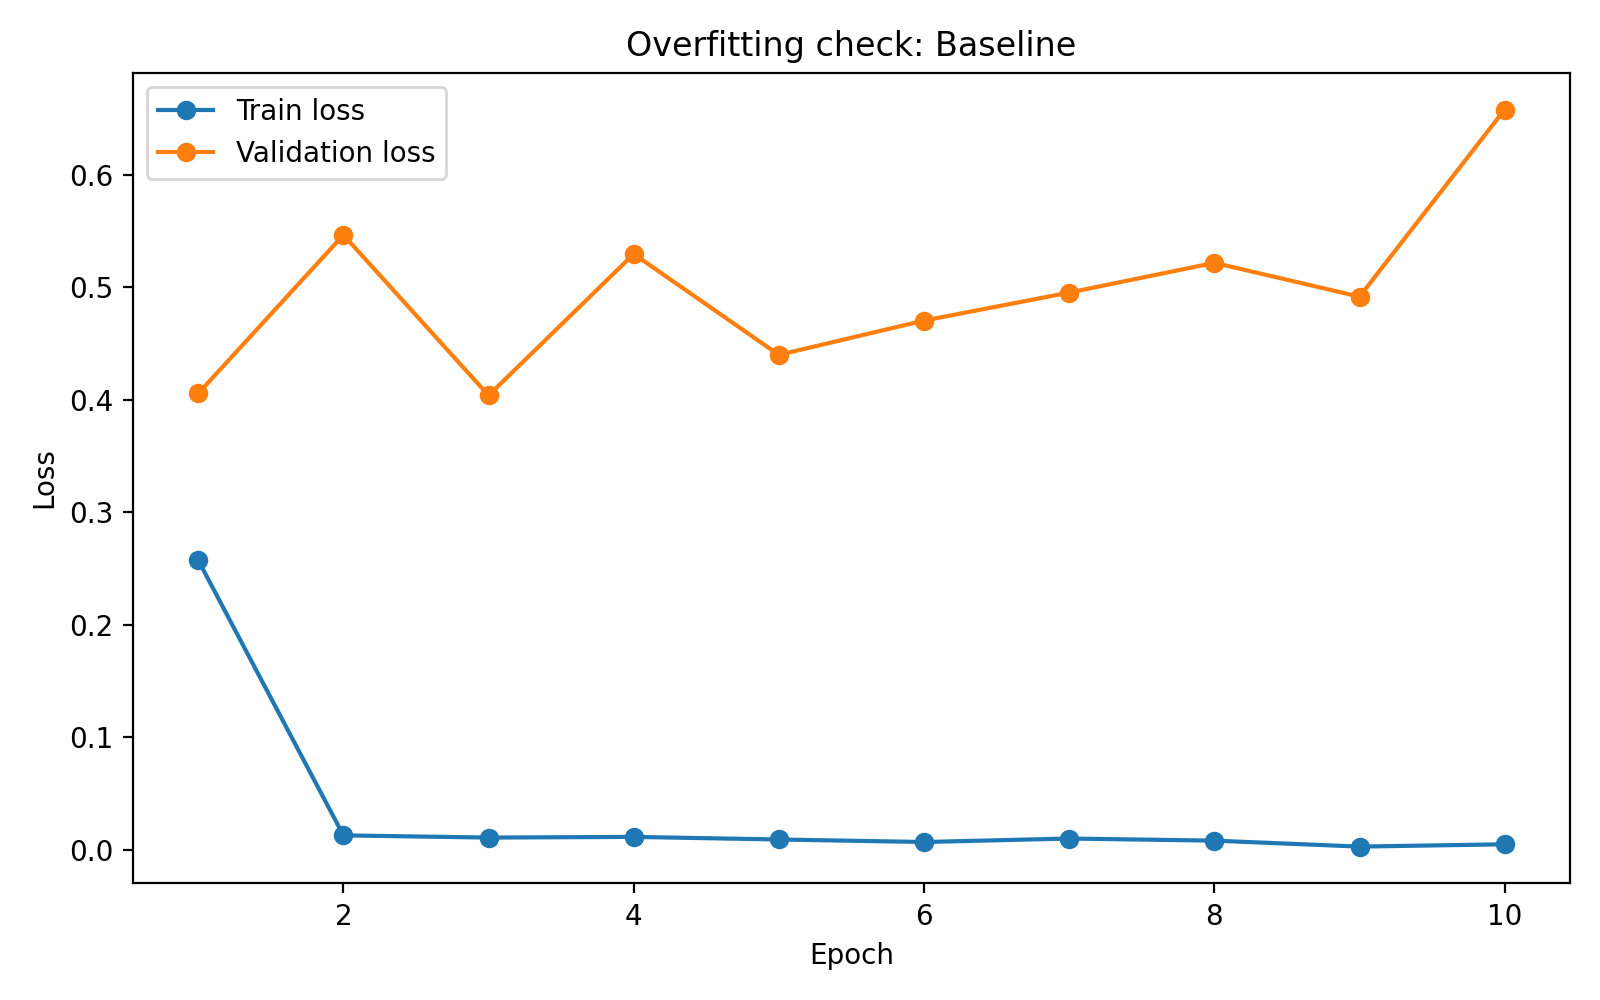 Overfitting check: Baseline
Train loss
Validation loss
0.6
0.5
0.4
0.3
0.2
0.1
0.0
Loss
2 4 6 8 10
Epoch